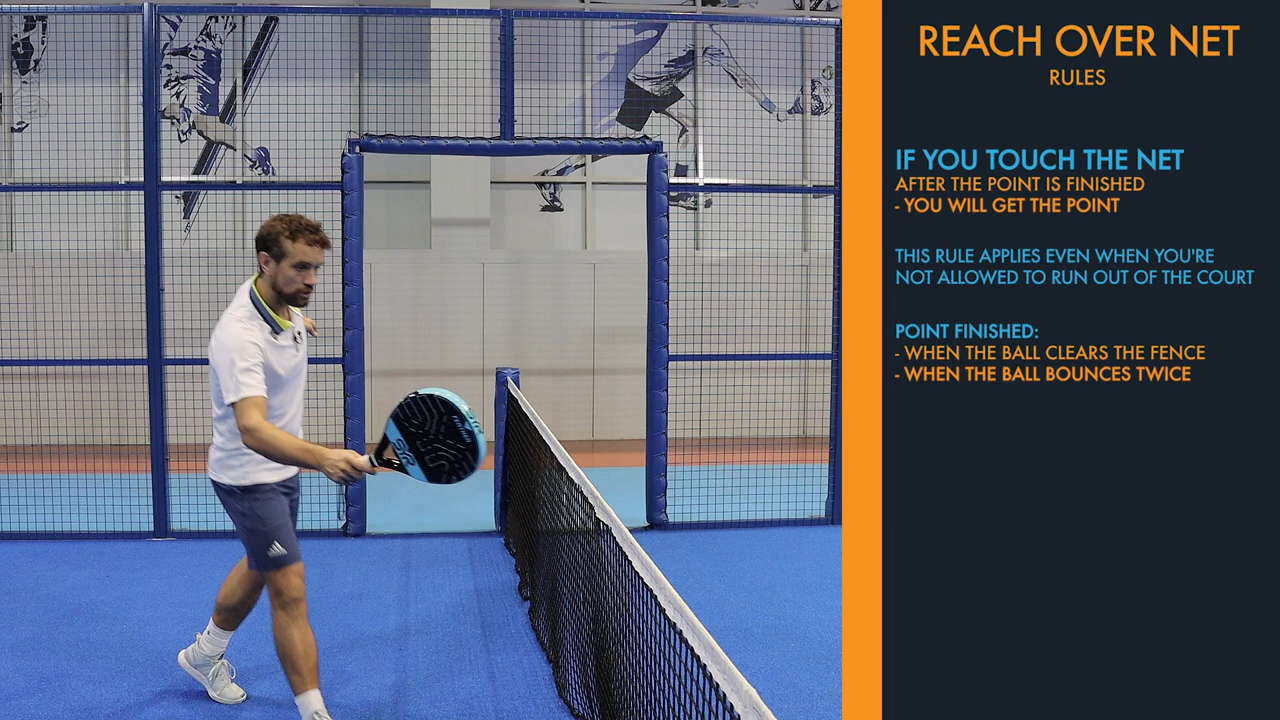 REACH OVER NET
RULES
IF YOU TOUCH THE NET
AFTER THE POINT IS FINISHED
- YOU WILL GET THE POINT
THIS RULE APPLIES EVEN WHEN YOU'RE
NOT ALLOWED TO RUN OUT OF THE COURT
POINT FINISHED:
- WHEN THE BALL CLEARS THE FENCE
- WHEN THE BALL BOUNCES TWICE